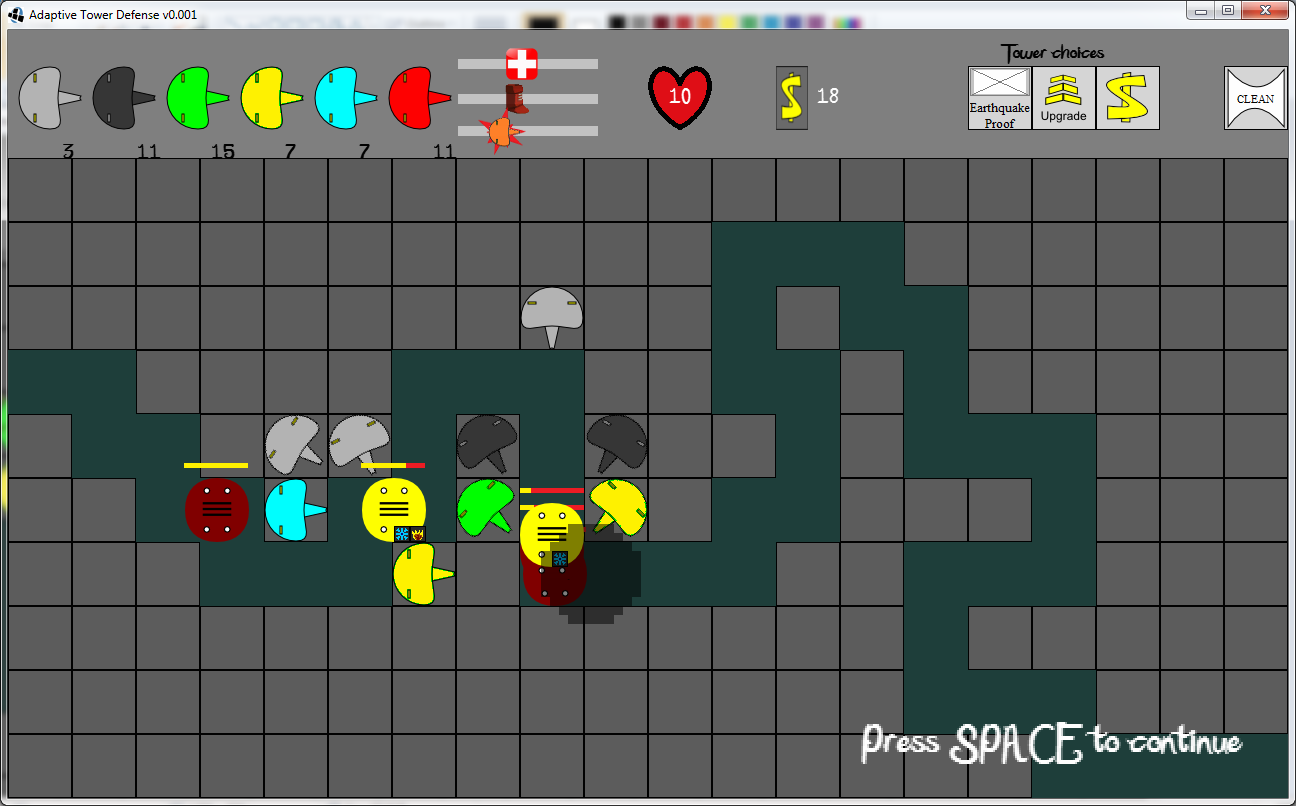 Adaptive Tower Defense v0.001
Tower choices
10
18
Earthquake
Proof
Upgrade
CLEAN
3 11 15 7 7 11
Press SPACE to continue